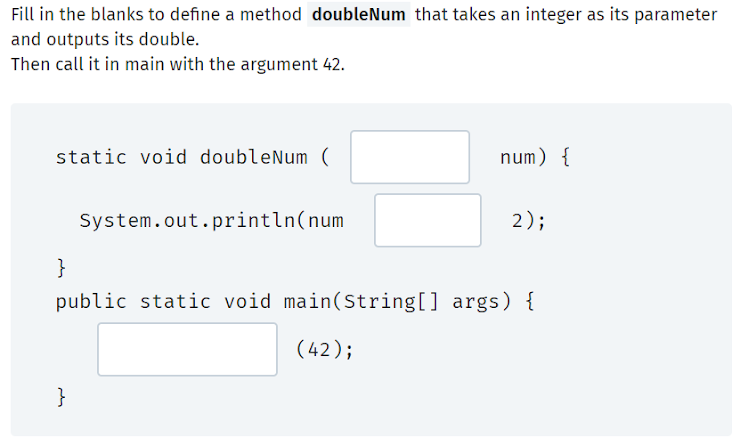 Fill in the blanks to define a method doubleNum that takes an integer as its parameter
and outputs its double.
Then call it in main with the argument 42.
static void doubleNum ( num) {
System.out.println(num 2);
}
public static void main(String[] args) {
(42);
}